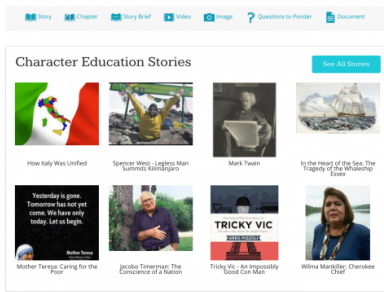 Story Chapter Story Brief Video Image Questions to Ponder Document
Character Education Stories
See All Stories
How Italy Was Unified
Spencer West - Legless Man
Summits Kilimanjaro
Mark Twain
In the Heart of the Sea: The
Tragedy of the Whaleship
Essex
Yesterday is gone.
Tomorrow has not yet
come. We have only
today. Let us begin.
Mother Teresa
TRICKY VIC
Mother Teresa: Caring for the
Poor
Jacobo Timerman: The
Conscience of a Nation
Tricky Vic - An Impossibly
Good Con Man
Wilma Mankiller: Cherokee
Chief